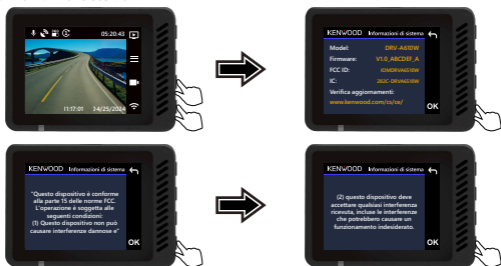 05:20:43
11:17:01 34/25/2024
KENWOOD Informazioni di sistema
Model: DRV-A610W
Firmware: V1.0_ABCDEF_A
FCC ID:
IC: 282C-DRVA6510W
Verifica aggiornamenti:
www.kenwood.com/cs/ce/
OK
KENWOOD Informazioni di sistema
"Questo dispositivo è conforme
alla parte 15 delle norme FCC.
L'operazione è soggetta alle
seguenti condizioni:
(1) Questo dispositivo non può
causare interferenze dannose e"
OK
KENWOOD Informazioni di sistema
(2) questo dispositivo deve
accettare qualsiasi interferenza
ricevuta, incluse le interferenze
che potrebbero causare un
funzionamento indesiderato.
OK